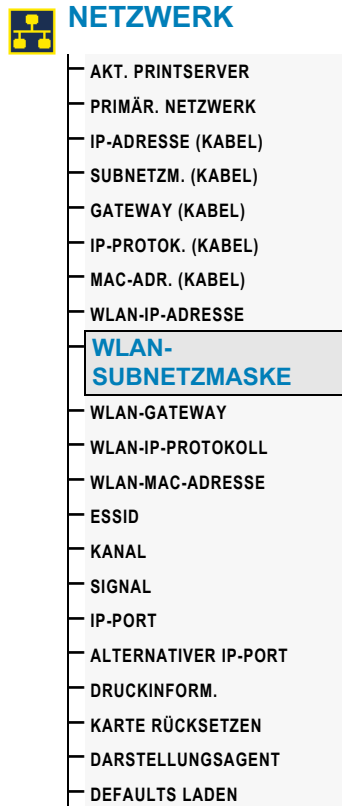 NETZWERK
AKT. PRINTSERVER
PRIMÄR. NETZWERK
IP-ADRESSE (KABEL)
SUBNETZM. (KABEL)
GATEWAY (KABEL)
IP-PROTOK. (KABEL)
MAC-ADR. (KABEL)
WLAN-IP-ADRESSE
WLAN-
SUBNETZMASKE
WLAN-GATEWAY
WLAN-IP-PROTOKOLL
WLAN-MAC-ADRESSE
ESSID
KANAL
SIGNAL
IP-PORT
ALTERNATIVER IP-PORT
DRUCKINFORM.
KARTE RÜCKSETZEN
DARSTELLUNGSAGENT
DEFAULTS LADEN